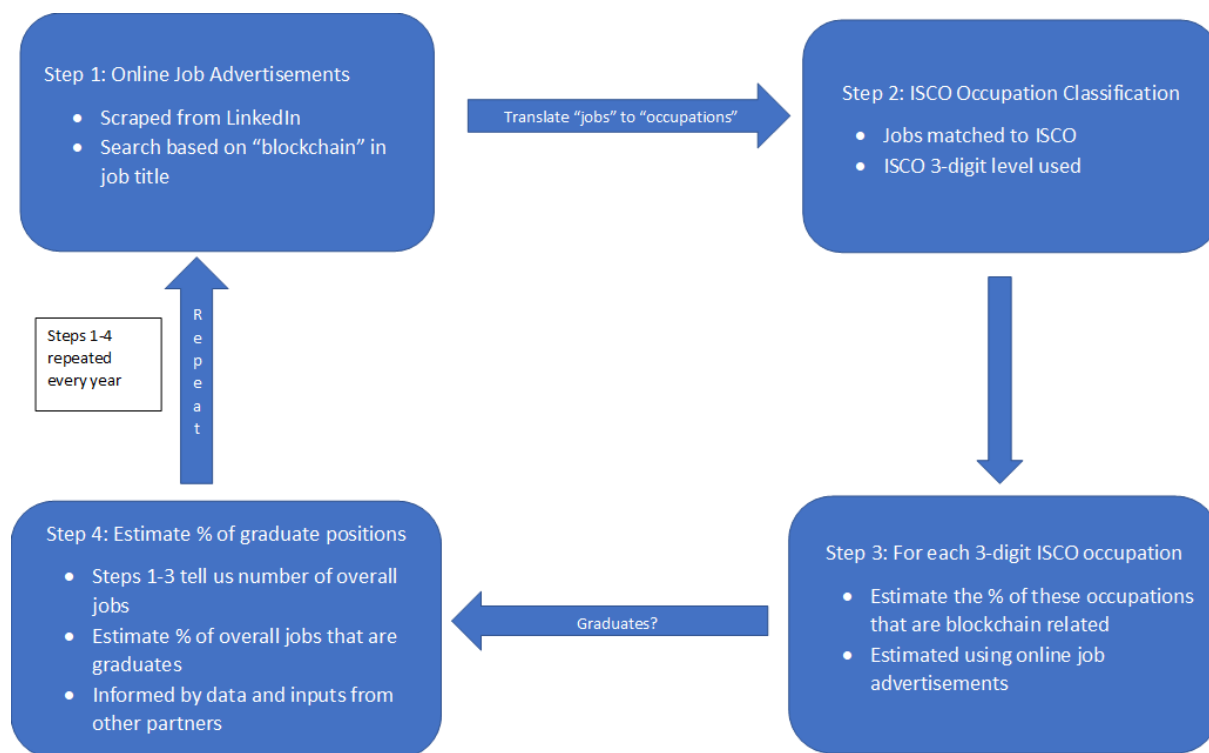 Step 1: Online Job Advertisements
• Scraped from LinkedIn
• Search based on “blockchain” in
job title
Translate “jobs” to “occupations”
Step 2: ISCO Occupation Classification
• Jobs matched to ISCO
• ISCO 3-digit level used
Step 3: For each 3-digit ISCO occupation
• Estimate the % of these occupations
that are blockchain related
• Estimated using online job
advertisements
Graduates?
Step 4: Estimate % of graduate positions
• Steps 1-3 tell us number of overall
jobs
• Estimate % of overall jobs that are
graduates
• Informed by data and inputs from
other partners
Repeat
Steps 1-4
repeated
every year